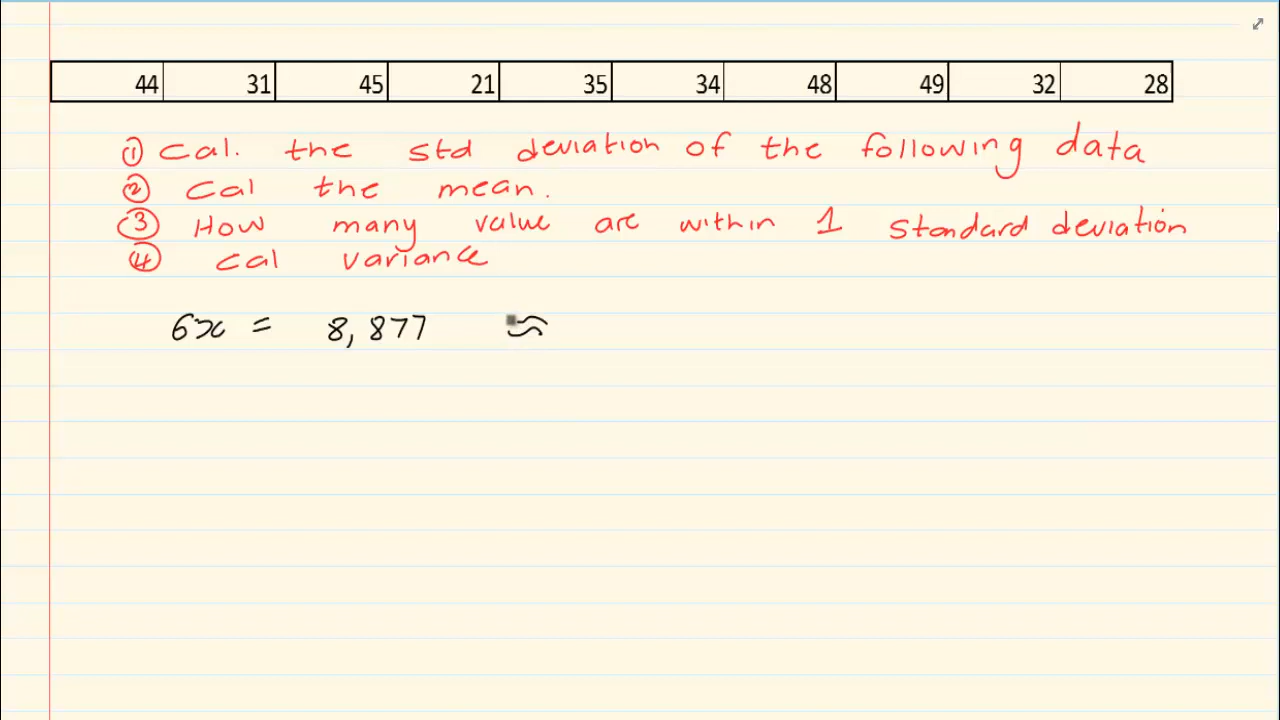 44 31 45 21 35 34 48 49 32 28
① Cal. the std deviation of the following data
② Cal the mean.
③ How many value are within 1 standard deviation
④ cal variance
6x = 8,877 ≈